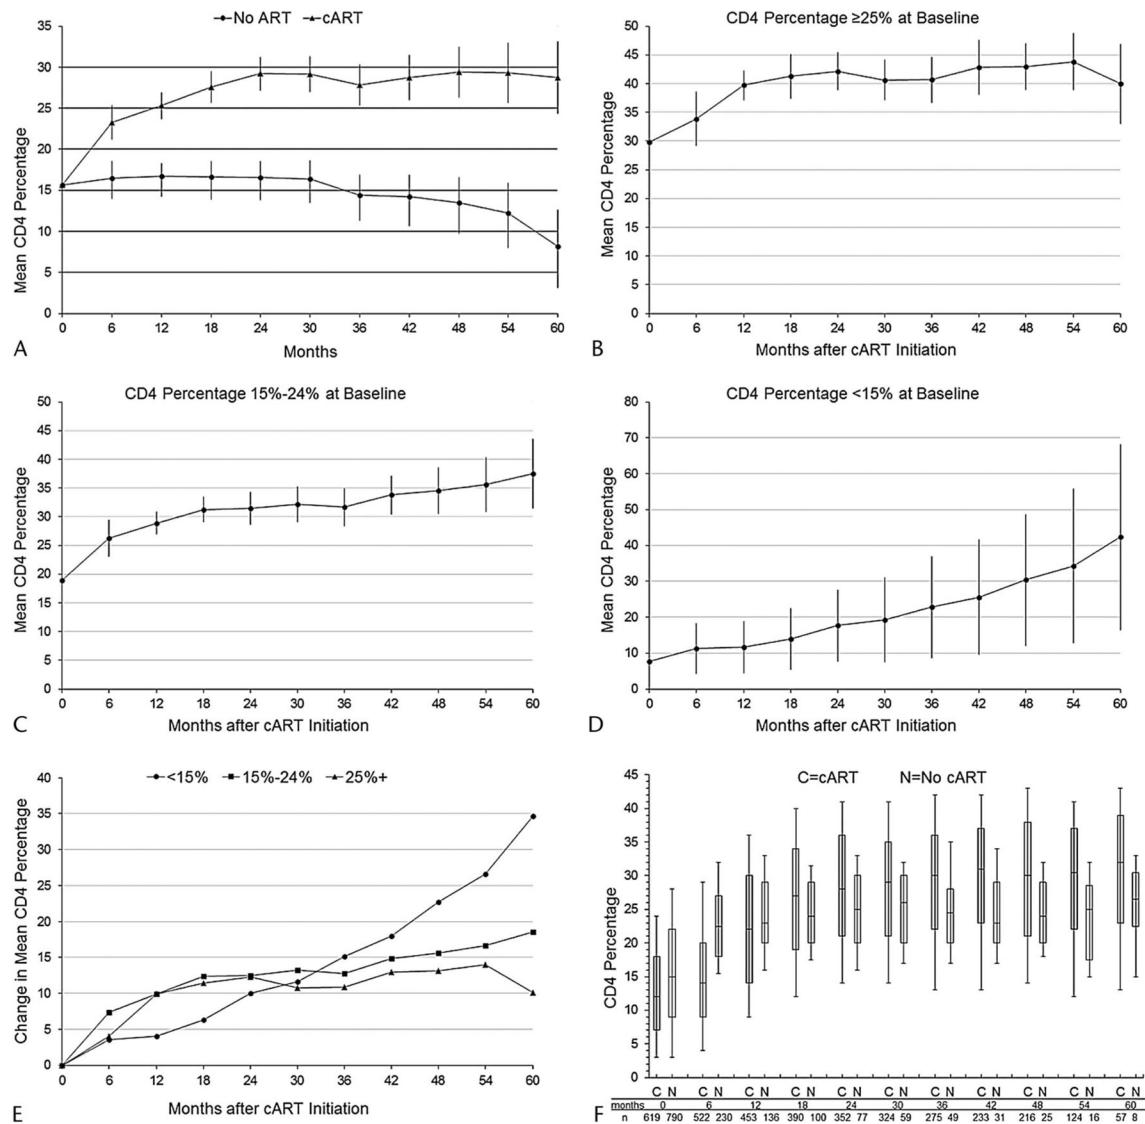 No ART cART
35
30
25
20
15
10
5
0
Mean CD4 Percentage
0 6 12 18 24 30 36 42 48 54 60
Months
A
CD4 Percentage ≥25% at Baseline
50
45
40
35
30
25
20
15
10
5
0
Mean CD4 Percentage
0 6 12 18 24 30 36 42 48 54 60
Months after cART Initiation
B
CD4 Percentage 15%-24% at Baseline
50
45
40
35
30
25
20
15
10
5
0
Mean CD4 Percentage
0 6 12 18 24 30 36 42 48 54 60
Months after cART Initiation
C
CD4 Percentage <15% at Baseline
80
70
60
50
40
30
20
10
0
Mean CD4 Percentage
0 6 12 18 24 30 36 42 48 54 60
Months after cART Initiation
D
<15% 15%-24% 25%+
40
35
30
25
20
15
10
5
0
Change in Mean CD4 Percentage
0 6 12 18 24 30 36 42 48 54 60
Months after cART Initiation
E
C=cART N=No cART
45
40
35
30
25
20
15
10
5
0
CD4 Percentage
C N C N C N C N C N C N C N C N C N C N C N
months 0 6 12 18 24 30 36 42 48 54 60
n 619 790 522 230 453 136 390 100 352 77 324 59 275 49 233 31 216 25 124 16 57 8
F